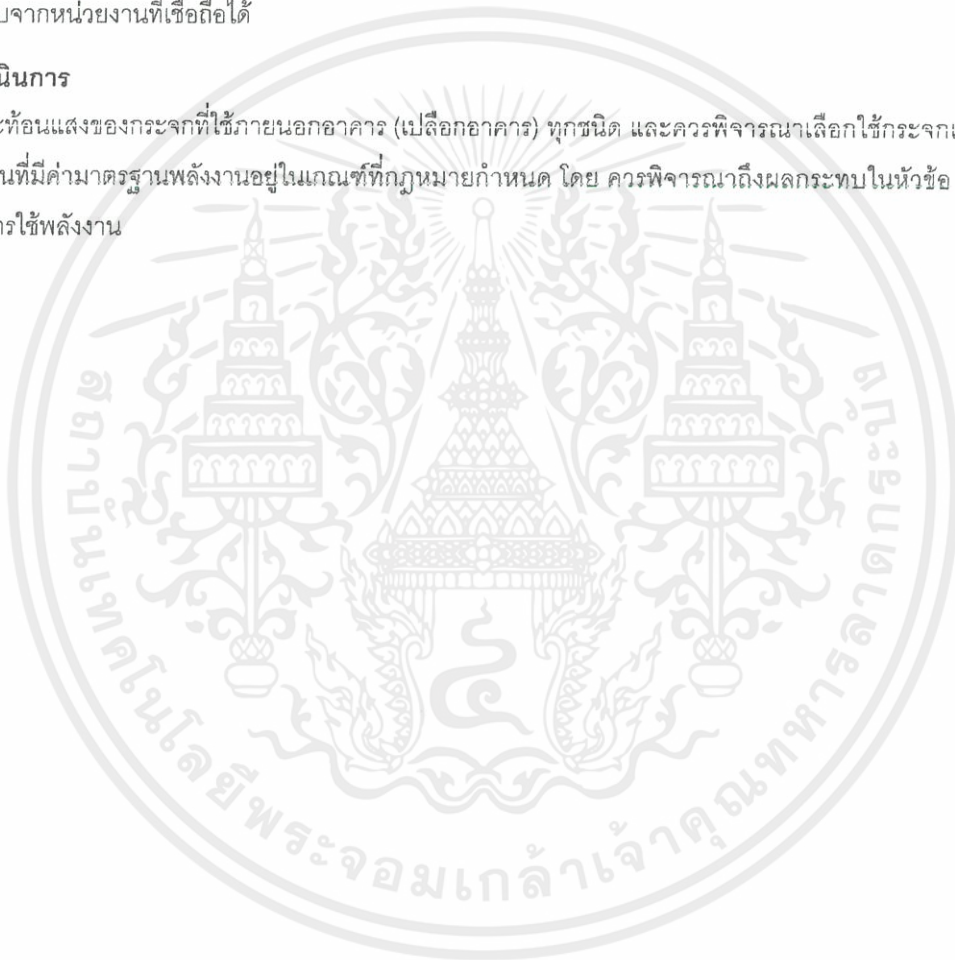 บจากหน่วยงานที่เชื่อถือได้
นินการ
ะท้อนแสงของกระจกที่ใช้ภายนอกอาคาร (เปลือกอาคาร) ทุกชนิด และควรพิจารณาเลือกใช้กระจกเ
นที่มีค่ามาตรฐานพลังงานอยู่ในเกณฑ์ที่กฎหมายกำหนด โดย ควรพิจารณาถึงผลกระทบในหัวข้อ
ารใช้พลังงาน
สถาบันเทคโนโลยีพระจอมเกล้าเจ้าคุณทหารลาดกระบัง